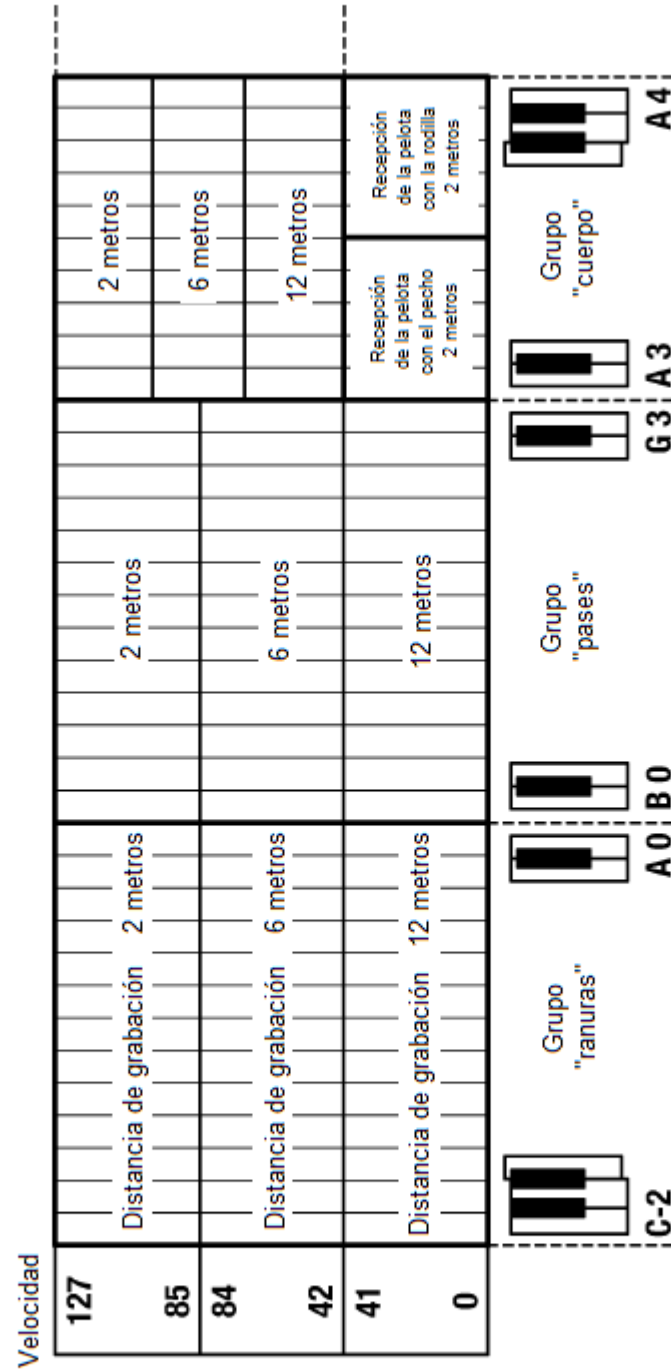 Velocidad
127
85
84
42
41
0
Distancia de grabación 2 metros
Distancia de grabación 6 metros
Distancia de grabación 12 metros
2 metros
6 metros
12 metros
2 metros
6 metros
12 metros
Recepción
de la pelota
con el pecho
2 metros
Recepción
de la pelota
con la rodilla
2 metros
Grupo
"ranuras"
Grupo
"pases"
Grupo
"cuerpo"
C-2
A 0
B 0
G 3
A 3
A 4